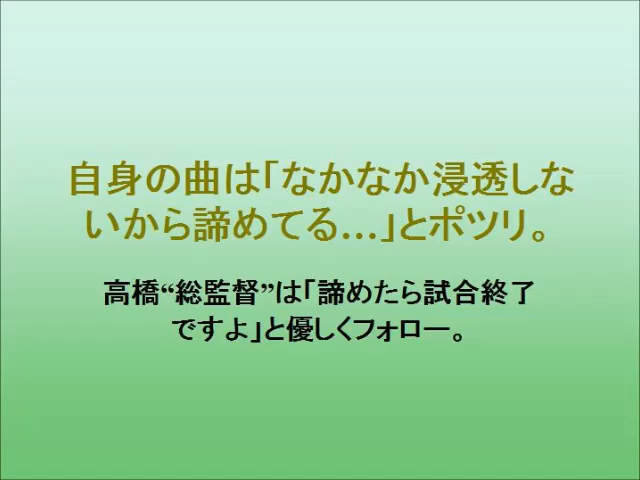 自身の曲は「なかなか浸透しな
いから諦めてる…」とポツリ。
高橋“総監督”は「諦めたら試合終了
ですよ」と優しくフォロー。